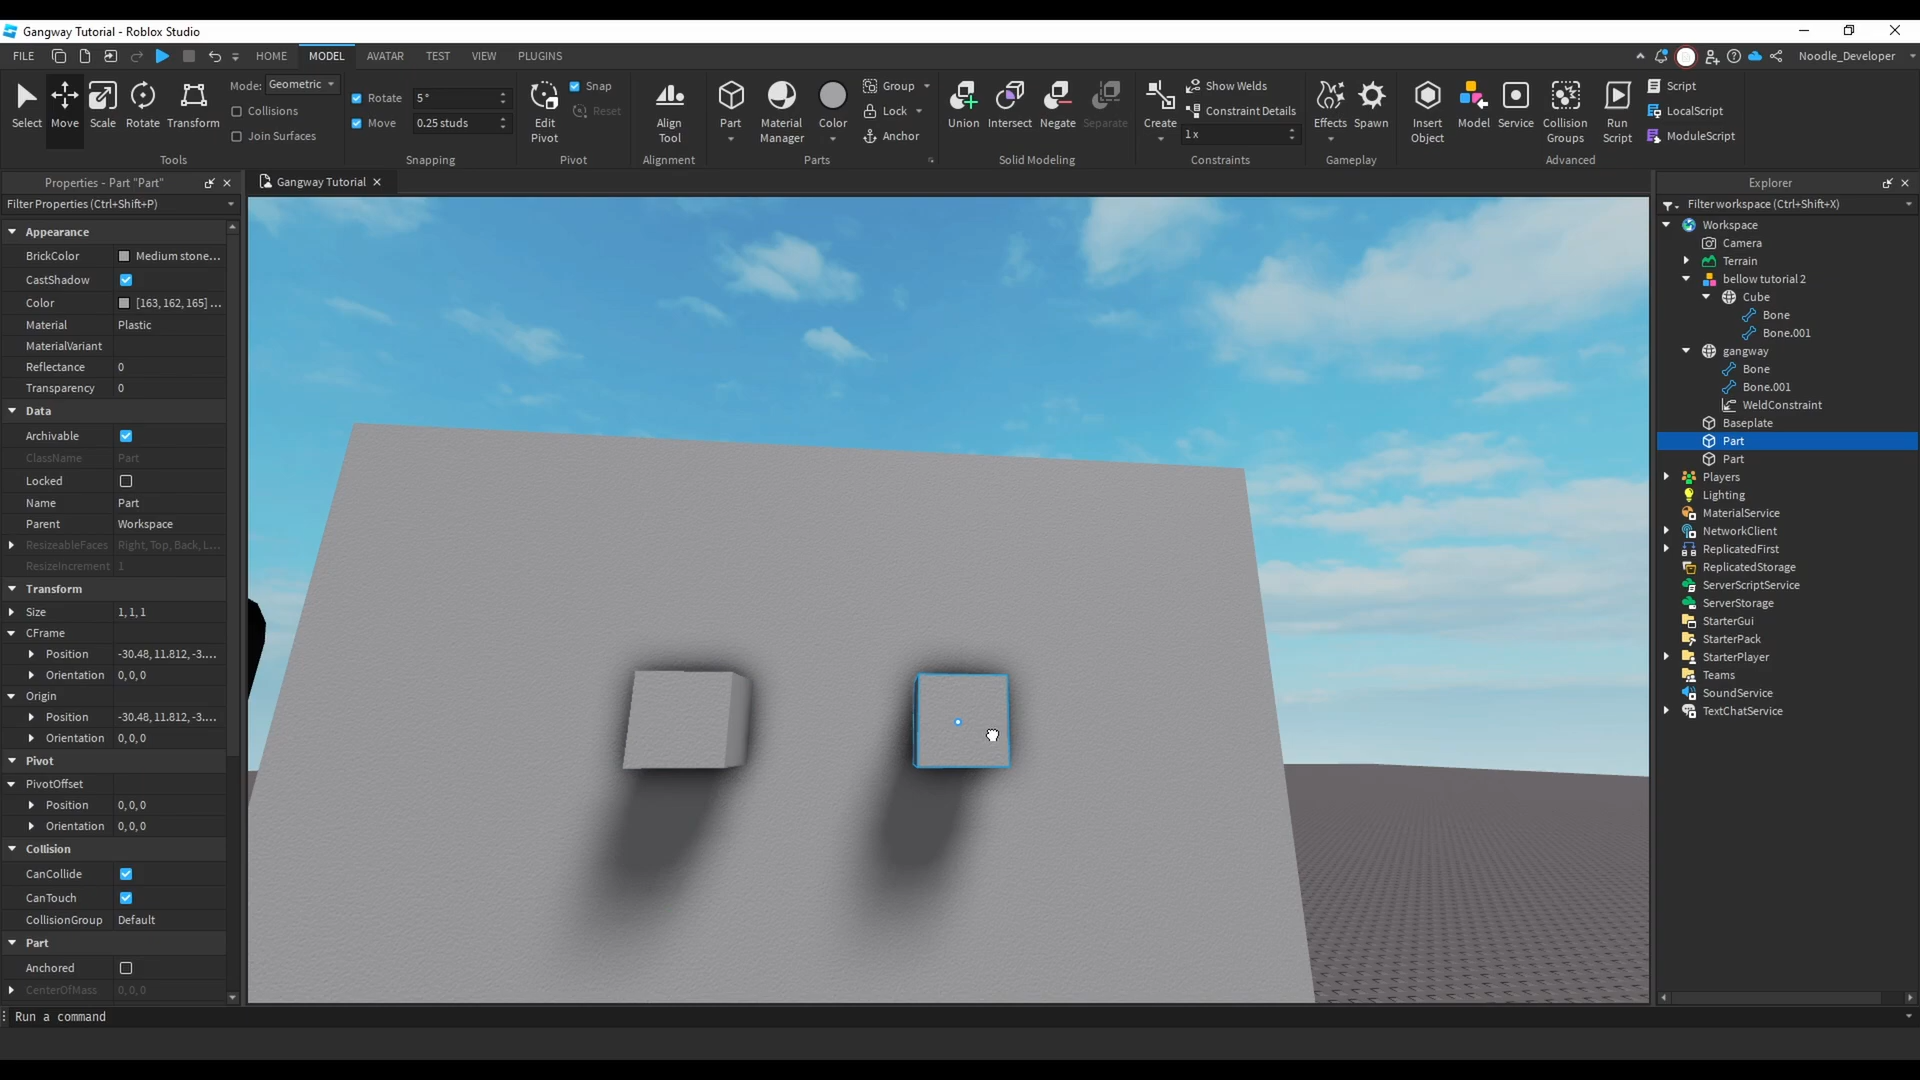 Gangway Tutorial - Roblox Studio
FILE HOME MODEL AVATAR TEST VIEW PLUGINS Noodle_Developer
Select Move Scale Rotate Transform
Mode: Geometric
Collisions
Join Surfaces
Tools
Rotate 5°
Move 0.25 studs
Snapping
Edit Pivot
Snap
Reset
Pivot
Align Tool
Alignment
Part
Material Manager
Color
Group
Lock
Anchor
Parts
Union Intersect Negate Separate
Solid Modeling
Create
Show Welds
Constraint Details
1 x
Constraints
Effects Spawn
Gameplay
Insert Object
Model
Service
Collision Groups
Run Script
Script
LocalScript
ModuleScript
Advanced
Properties - Part "Part"
Filter Properties (Ctrl+Shift+P)
Appearance
BrickColor Medium stone...
CastShadow
Color [163, 162, 165] ...
Material Plastic
MaterialVariant
Reflectance 0
Transparency 0
Data
Archivable
ClassName Part
Locked
Name Part
Parent Workspace
ResizeableFaces Right, Top, Back, L...
ResizeIncrement 1
Transform
Size 1, 1, 1
CFrame
Position -30.48, 11.812, -3....
Orientation 0, 0, 0
Origin
Position -30.48, 11.812, -3....
Orientation 0, 0, 0
Pivot
PivotOffset
Position 0, 0, 0
Orientation 0, 0, 0
Collision
CanCollide
CanTouch
CollisionGroup Default
Part
Anchored
CenterOfMass 0, 0, 0
Gangway Tutorial
Explorer
Filter workspace (Ctrl+Shift+X)
Workspace
Camera
Terrain
bellow tutorial 2
Cube
Bone
Bone.001
gangway
Bone
Bone.001
WeldConstraint
Baseplate
Part
Part
Players
Lighting
MaterialService
NetworkClient
ReplicatedFirst
ReplicatedStorage
ServerScriptService
ServerStorage
StarterGui
StarterPack
StarterPlayer
Teams
SoundService
TextChatService
Run a command